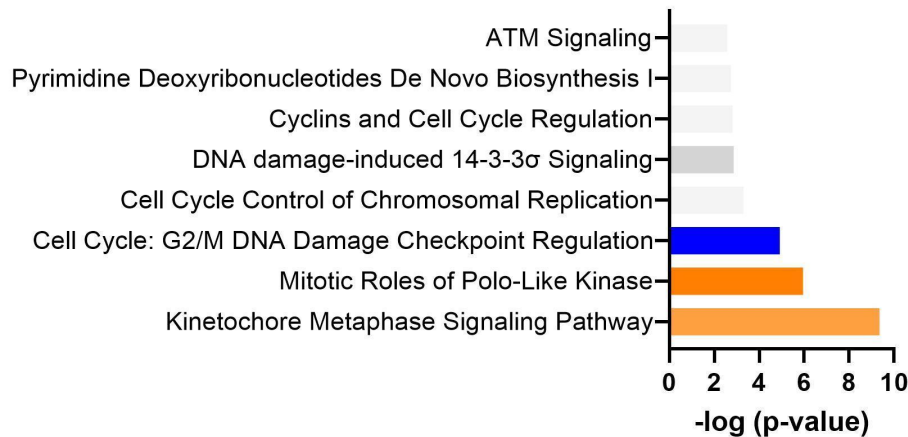 ATM Signaling
Pyrimidine Deoxyribonucleotides De Novo Biosynthesis I
Cyclins and Cell Cycle Regulation
DNA damage-induced 14-3-3σ Signaling
Cell Cycle Control of Chromosomal Replication
Cell Cycle: G2/M DNA Damage Checkpoint Regulation
Mitotic Roles of Polo-Like Kinase
Kinetochore Metaphase Signaling Pathway
0 2 4 6 8 10
-log (p-value)